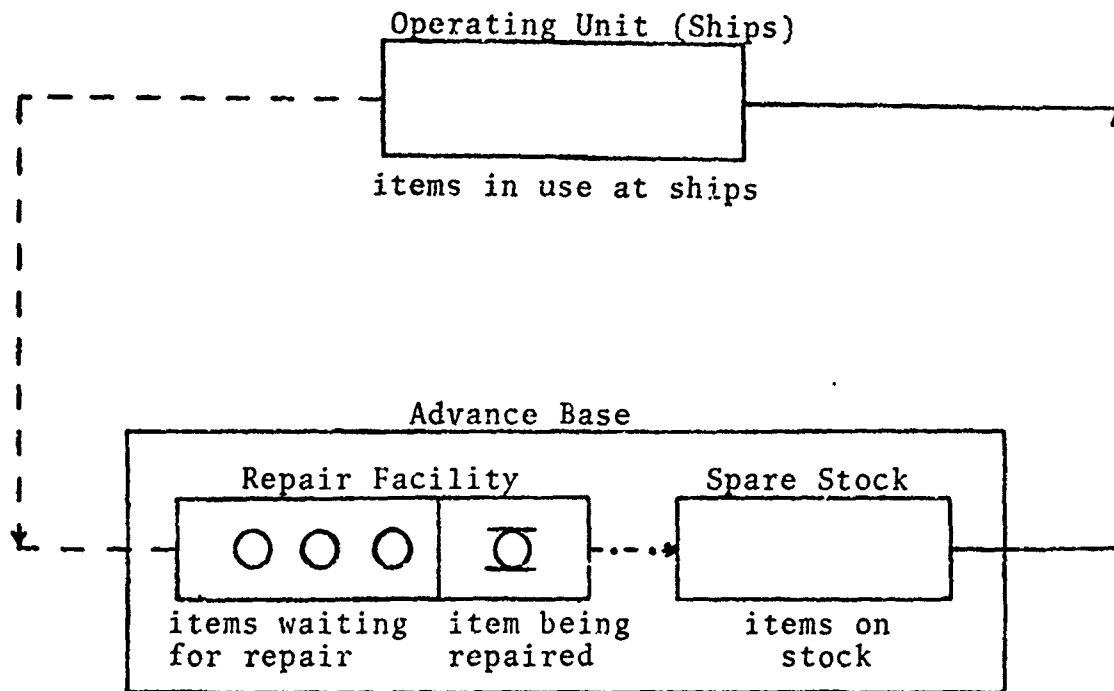 Operating Unit (Ships)
items in use at ships
Advance Base
Repair Facility
Spare Stock
items waiting
for repair
item being
repaired
items on
stock